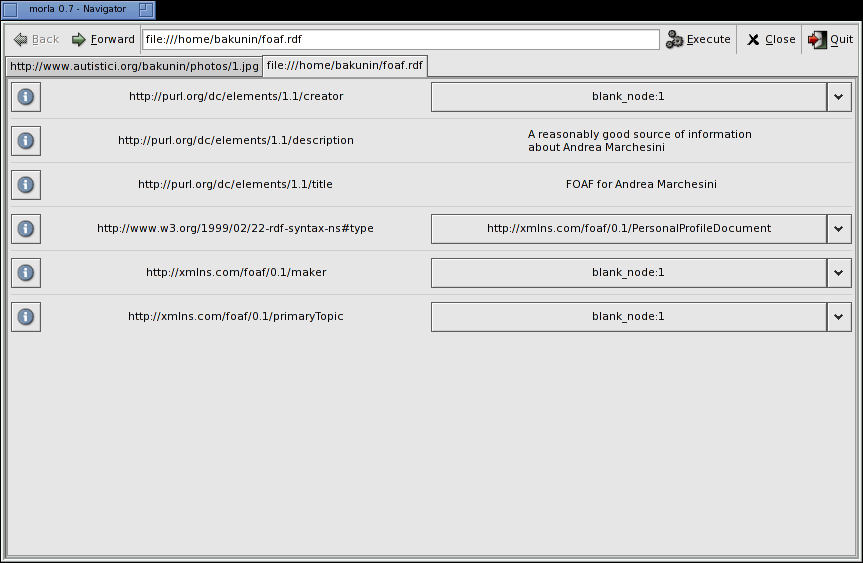 morla 0.7 - Navigator
Back Forward file:///home/bakunin/foaf.rdf Execute Close Quit
http://www.autistici.org/bakunin/photos/1.jpg file:///home/bakunin/foaf.rdf
http://purl.org/dc/elements/1.1/creator blank_node:1
http://purl.org/dc/elements/1.1/description A reasonably good source of information
about Andrea Marchesini
http://purl.org/dc/elements/1.1/title FOAF for Andrea Marchesini
http://www.w3.org/1999/02/22-rdf-syntax-ns#type http://xmlns.com/foaf/0.1/PersonalProfileDocument
http://xmlns.com/foaf/0.1/maker blank_node:1
http://xmlns.com/foaf/0.1/primaryTopic blank_node:1